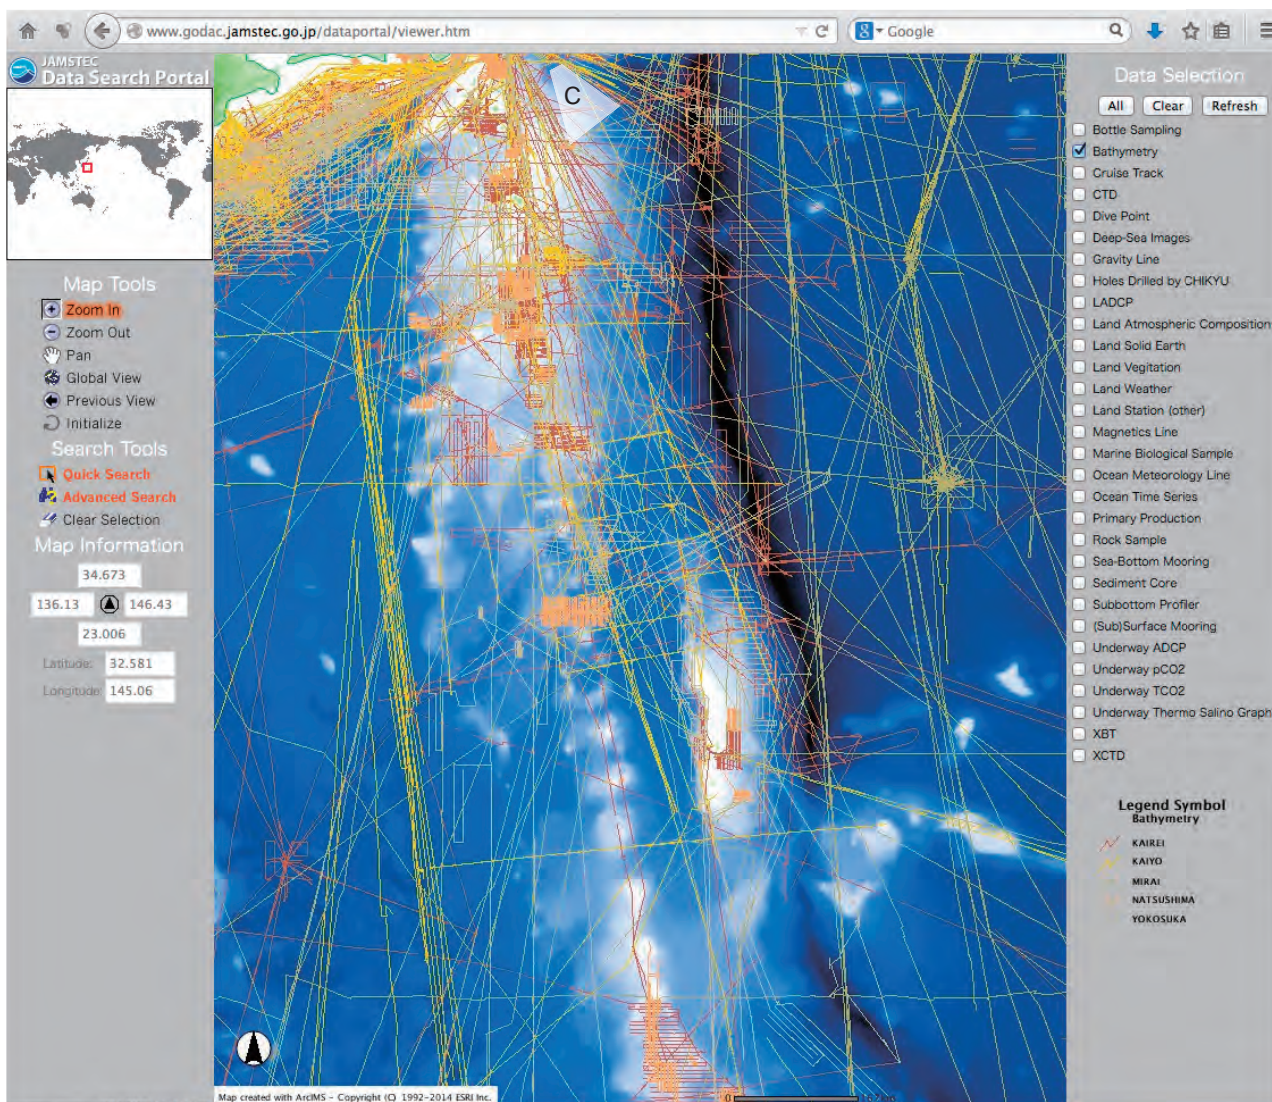 www.godac.jamstec.go.jp/dataportal/viewer.htm
Google
JAMSTEC
Data Search Portal
Map Tools
Zoom In
Zoom Out
Pan
Global View
Previous View
Initialize
Search Tools
Quick Search
Advanced Search
Clear Selection
Map Information
34.673
136.13
146.43
23.006
Latitude: 32.581
Longitude: 145.06
C
Map created with ArcIMS - Copyright (C) 1992-2014 ESRI Inc.
0
Data Selection
All Clear Refresh
Bottle Sampling
Bathymetry
Cruise Track
CTD
Dive Point
Deep-Sea Images
Gravity Line
Holes Drilled by CHIKYU
LADCP
Land Atmospheric Composition
Land Solid Earth
Land Vegitation
Land Weather
Land Station (other)
Magnetics Line
Marine Biological Sample
Ocean Meteorology Line
Ocean Time Series
Primary Production
Rock Sample
Sea-Bottom Mooring
Sediment Core
Subbottom Profiler
(Sub)Surface Mooring
Underway ADCP
Underway pCO2
Underway TCO2
Underway Thermo Salino Graph
XBT
XCTD
Legend Symbol
Bathymetry
KAIREI
KAIYO
MIRAI
NATSUSHIMA
YOKOSUKA